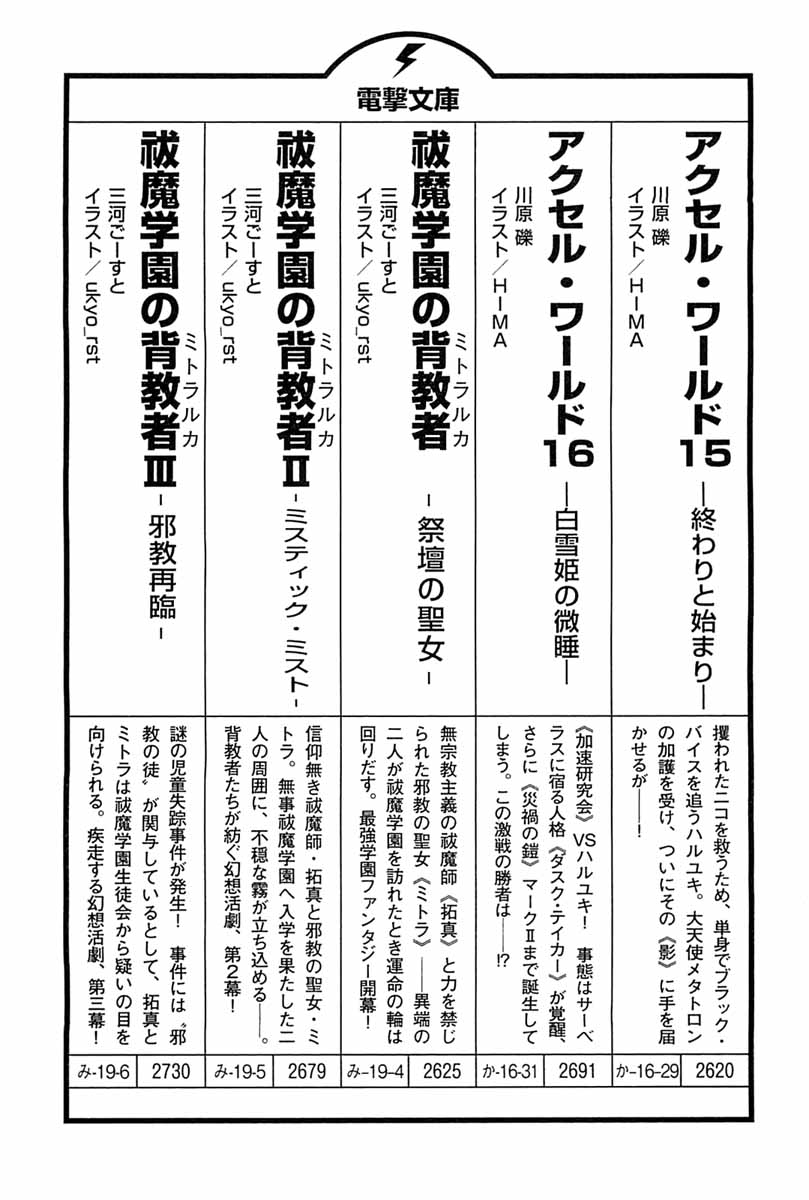 電撃文庫
アクセル・ワールド15
―終わりと始まり―
川原 礫
イラスト／HIMA
攫われたニコを救うため、単身でブラック・
バイスを追うハルユキ。大天使メタトロン
の加護を受け、ついにその《影》に手を届
かせるが――！
か-16-29
2620
アクセル・ワールド16
―白雪姫の微睡―
川原 礫
イラスト／HIMA
《加速研究会》VSハルユキ！　事態はサーベ
ラスに宿る人格《ダスク・テイカー》が覚醒、
さらに《災禍の鎧》マークⅡまで誕生して
しまう。この激戦の勝者は――!?
か-16-31
2691
祓魔学園の背教者
ミトラルカ
- 祭壇の聖女 -
三河ごーすと
イラスト／ukyo_rst
無宗教主義の祓魔師《拓真》と力を禁じ
られた邪教の聖女《ミトラ》――異端の
二人が祓魔学園を訪れたとき運命の輪は
回りだす。最強学園ファンタジー開幕！
み-19-4
2625
祓魔学園の背教者Ⅱ
ミトラルカ
- ミスティック・ミスト -
三河ごーすと
イラスト／ukyo_rst
信仰無き祓魔師・拓真と邪教の聖女・ミ
トラ。無事祓魔学園へ入学を果たした二
人の周囲に、不穏な霧が立ち込める――。
背教者たちが紡ぐ幻想活劇、第2幕！
み-19-5
2679
祓魔学園の背教者Ⅲ
ミトラルカ
- 邪教再臨 -
三河ごーすと
イラスト／ukyo_rst
謎の児童失踪事件が発生！　事件には〝邪
教の徒〟が関与しているとして、拓真と
ミトラは祓魔学園生徒会から疑いの目を
向けられる。疾走する幻想活劇、第三幕！
み-19-6
2730